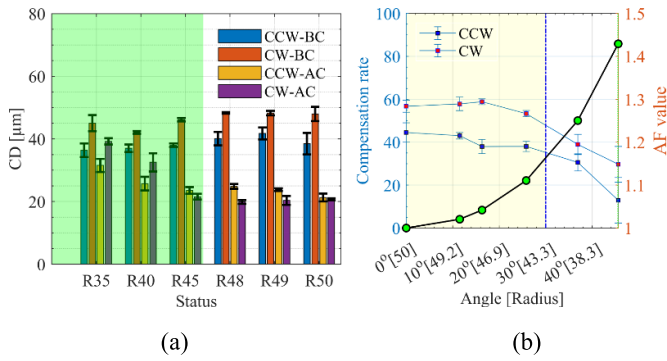 80
60
40
20
0
CD [μm]
CCW-BC
CW-BC
CCW-AC
CW-AC
R35 R40 R45 R48 R49 R50
Status
(a)
100
80
60
40
20
0
Compensation rate
CCW
CW
1.5
1.4
1.3
1.2
1.1
1
AF value
0°[50] 10°[49.2] 20°[46.9] 30°[43.3] 40°[38.3]
Angle [Radius]
(b)